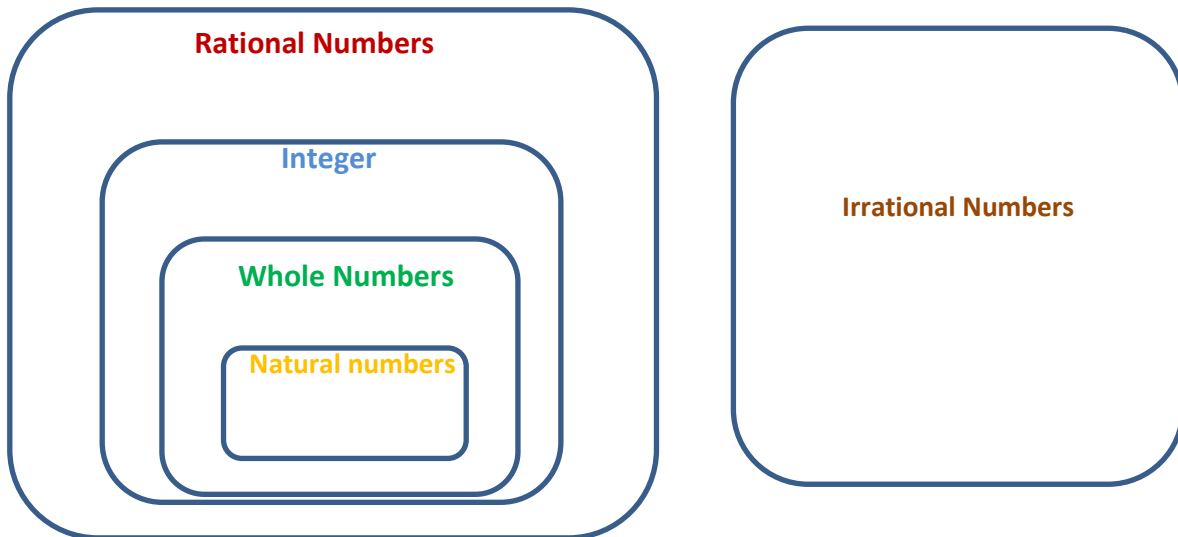 Rational Numbers
Integer
Whole Numbers
Natural numbers
Irrational Numbers